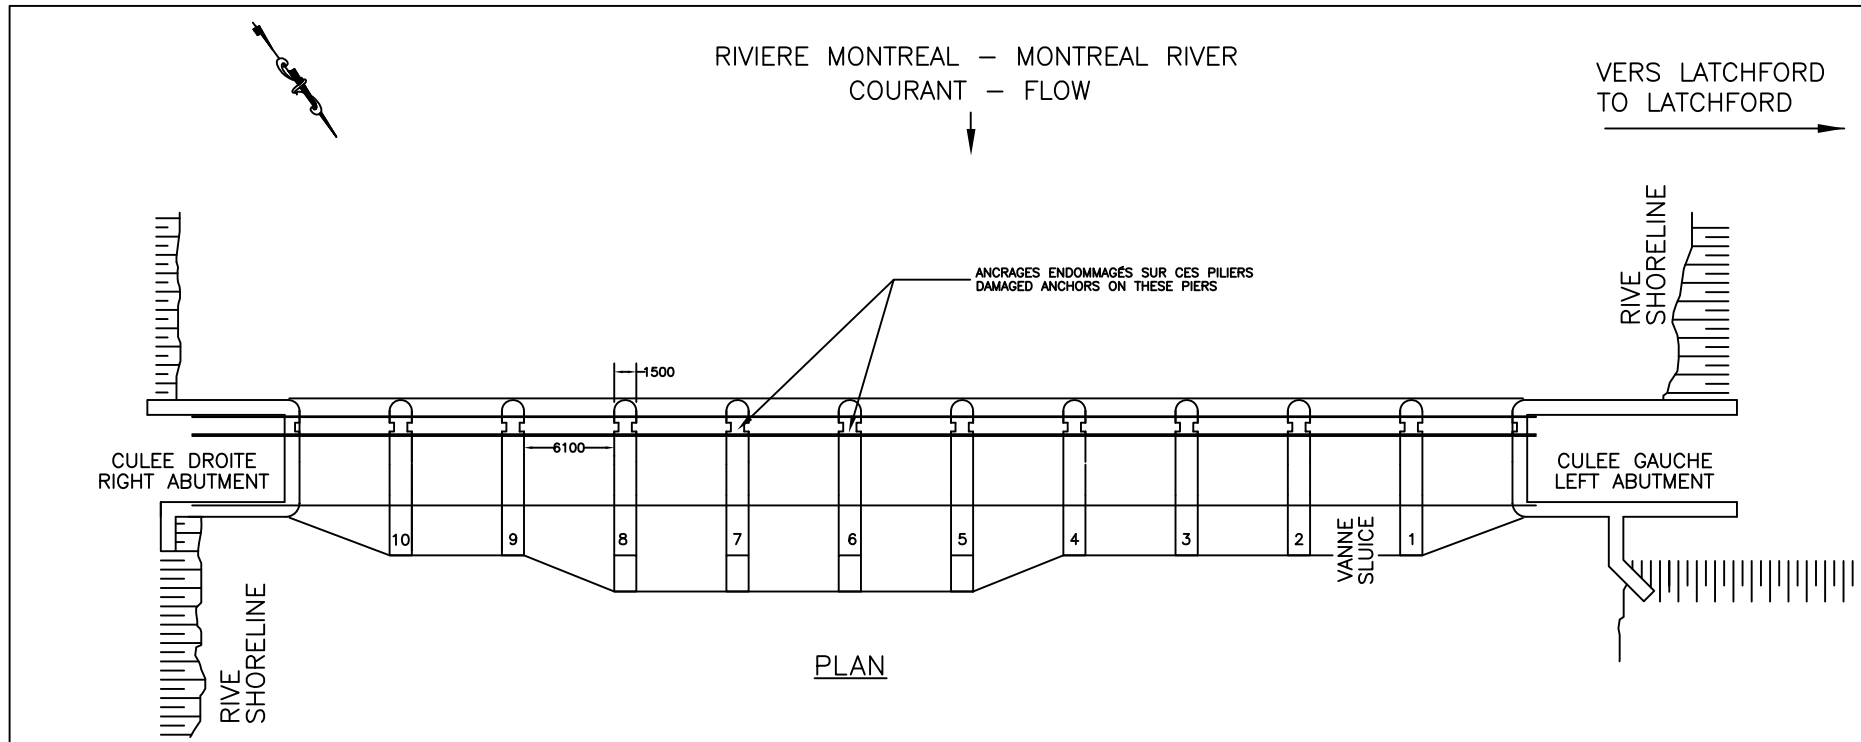 RIVIERE MONTREAL – MONTREAL RIVER
COURANT – FLOW
VERS LATCHFORD
TO LATCHFORD
RIVE
SHORELINE
ANCRAGES ENDOMMAGÉS SUR CES PILIERS
DAMAGED ANCHORS ON THESE PIERS
1500
6100
CULEE DROITE
RIGHT ABUTMENT
CULEE GAUCHE
LEFT ABUTMENT
10 9 8 7 6 5 4 3 2 1
VANNE
SLUICE
RIVE
SHORELINE
PLAN